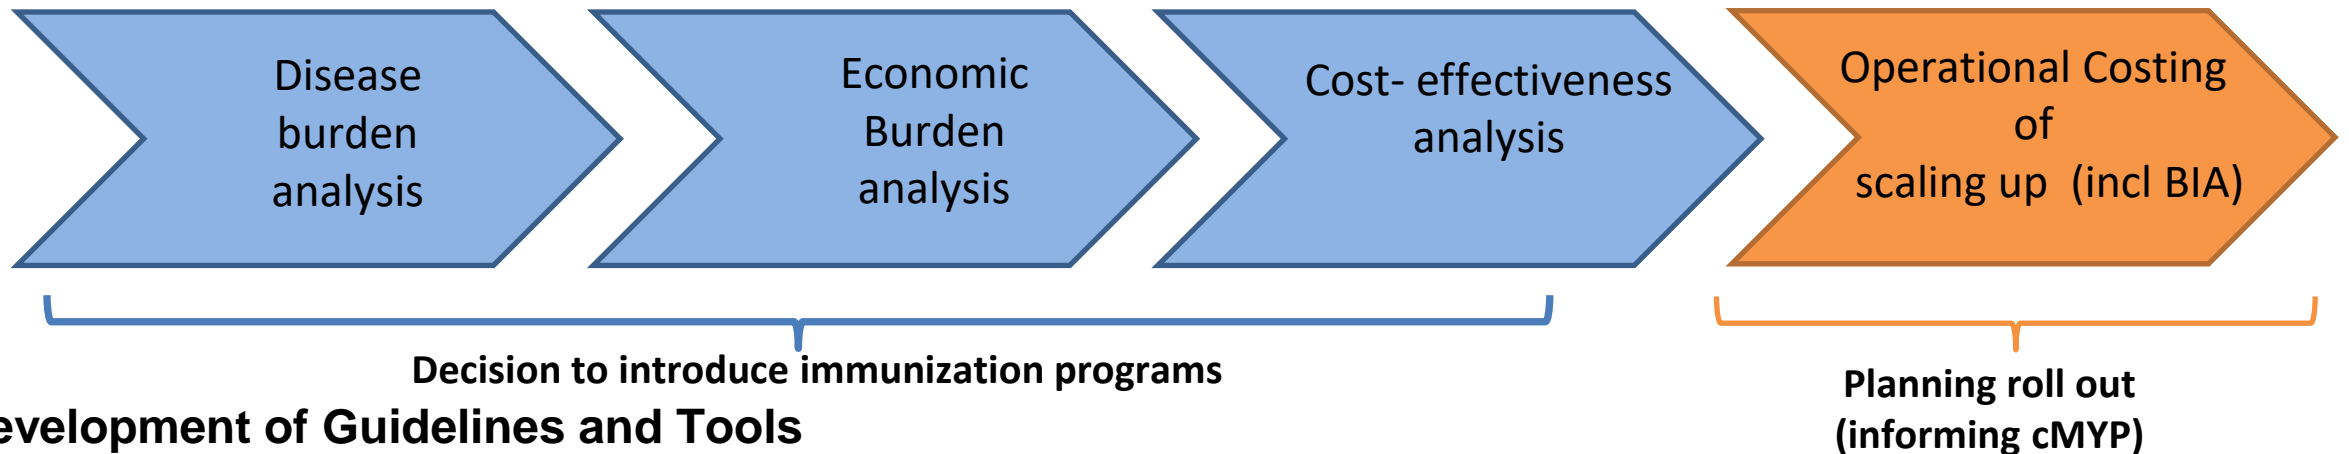 Disease
burden
analysis
Economic
Burden
analysis
Cost- effectiveness
analysis
Operational Costing
of
scaling up (incl BIA)
Decision to introduce immunization programs
Planning roll out
(informing cMYP)
evelopment of Guidelines and Tools